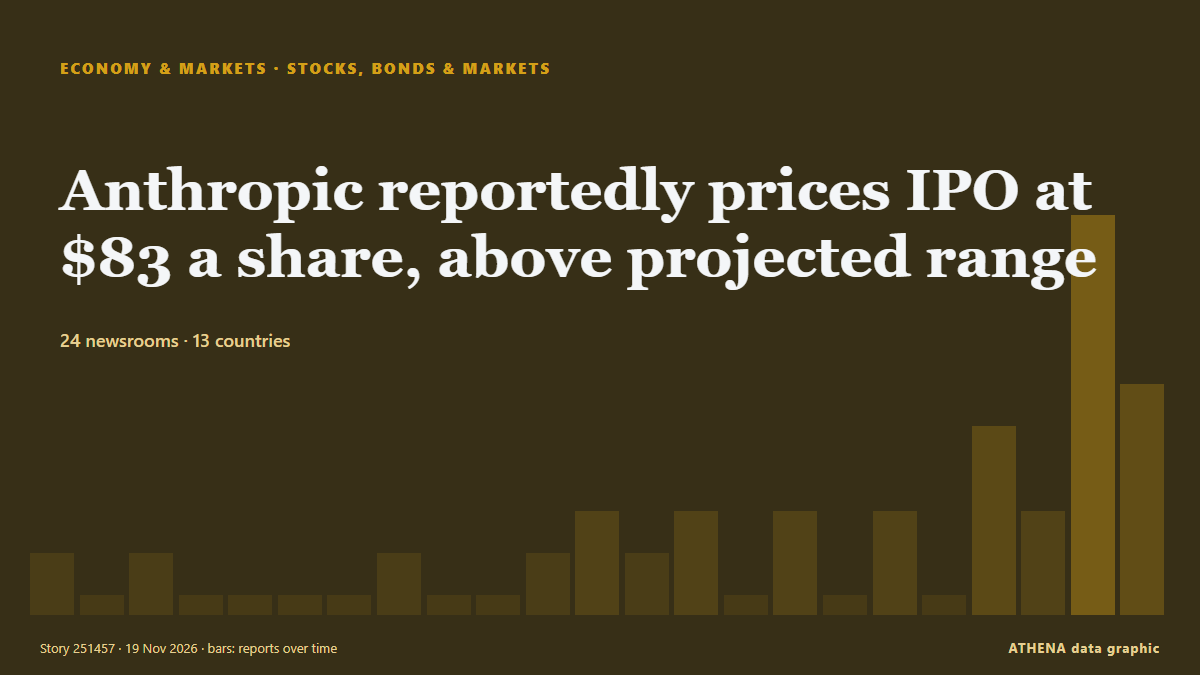 ECONOMY & MARKETS · STOCKS, BONDS & MARKETS
Anthropic reportedly prices IPO at
$83 a share, above projected range
24 newsrooms · 13 countries
Story 251457 · 19 Nov 2026 · bars: reports over time
ATHENA data graphic